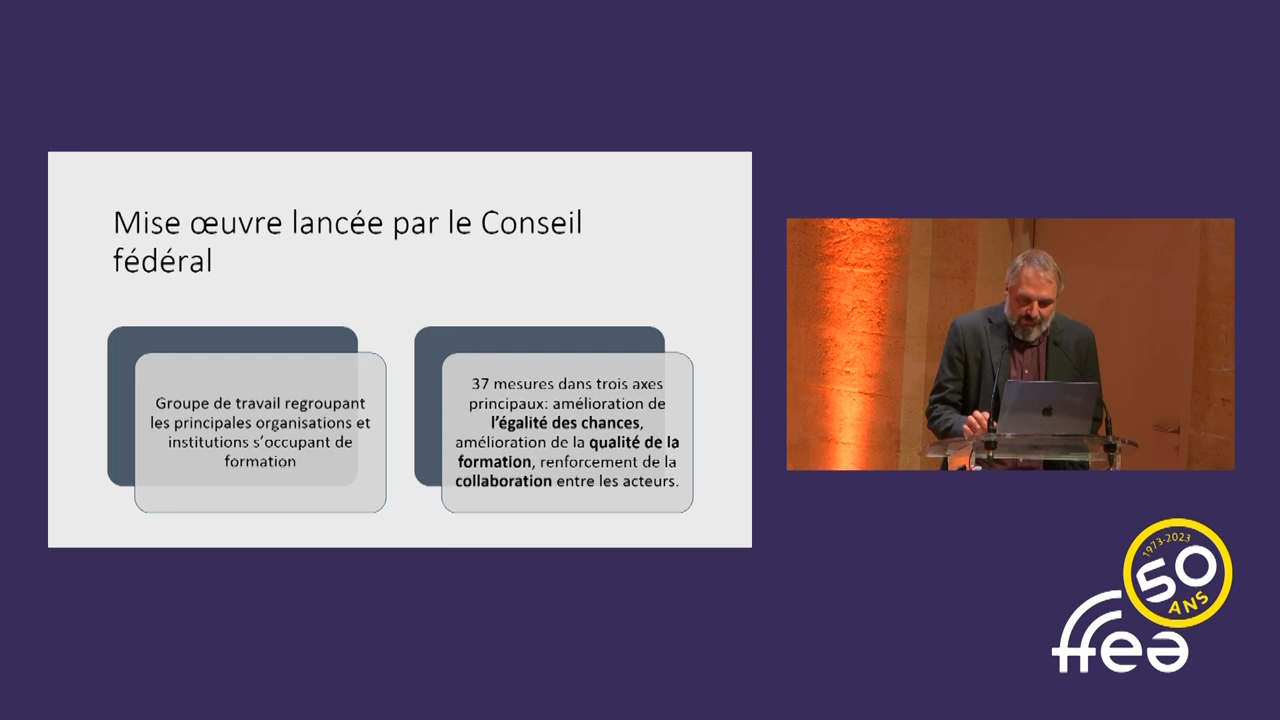 Mise œuvre lancée par le Conseil
fédéral
Groupe de travail regroupant
les principales organisations et
institutions s’occupant de
formation
37 mesures dans trois axes
principaux: amélioration de
l’égalité des chances,
amélioration de la qualité de la
formation, renforcement de la
collaboration entre les acteurs.
1973-2023
50
ANS
ffea